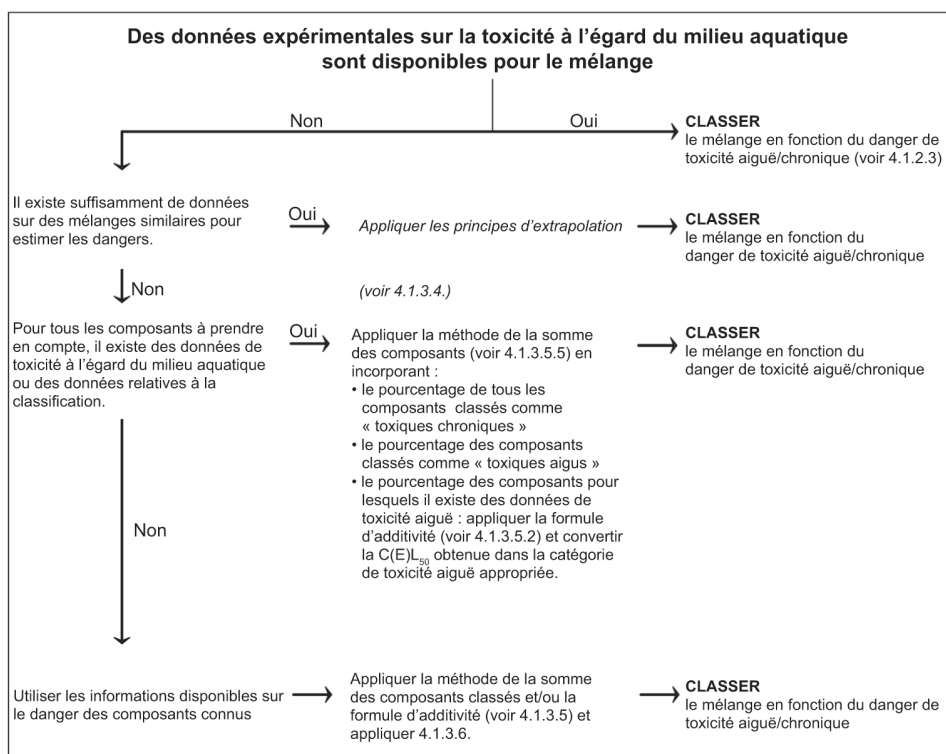 Des données expérimentales sur la toxicité à l’égard du milieu aquatique
sont disponibles pour le mélange
Non
Oui
CLASSER
le mélange en fonction du danger de
toxicité aiguë/chronique (voir 4.1.2.3)
Il existe suffisamment de données
sur des mélanges similaires pour
estimer les dangers.
Oui
Appliquer les principes d’extrapolation
CLASSER
le mélange en fonction du
danger de toxicité aiguë/chronique
Non
(voir 4.1.3.4.)
Pour tous les composants à prendre
en compte, il existe des données de
toxicité à l’égard du milieu aquatique
ou des données relatives à la
classification.
Oui
Appliquer la méthode de la somme
des composants (voir 4.1.3.5.5) en
incorporant :
• le pourcentage de tous les
composants classés comme
« toxiques chroniques »
• le pourcentage des composants
classés comme « toxiques aigus »
• le pourcentage des composants pour
lesquels il existe des données de
toxicité aiguë : appliquer la formule
d’additivité (voir 4.1.3.5.2) et convertir
la C(E)L50 obtenue dans la catégorie
de toxicité aiguë appropriée.
CLASSER
le mélange en fonction du
danger de toxicité aiguë/chronique
Non
Utiliser les informations disponibles sur
le danger des composants connus
Appliquer la méthode de la somme
des composants classés et/ou la
formule d’additivité (voir 4.1.3.5) et
appliquer 4.1.3.6.
CLASSER
le mélange en fonction du danger de
toxicité aiguë/chronique